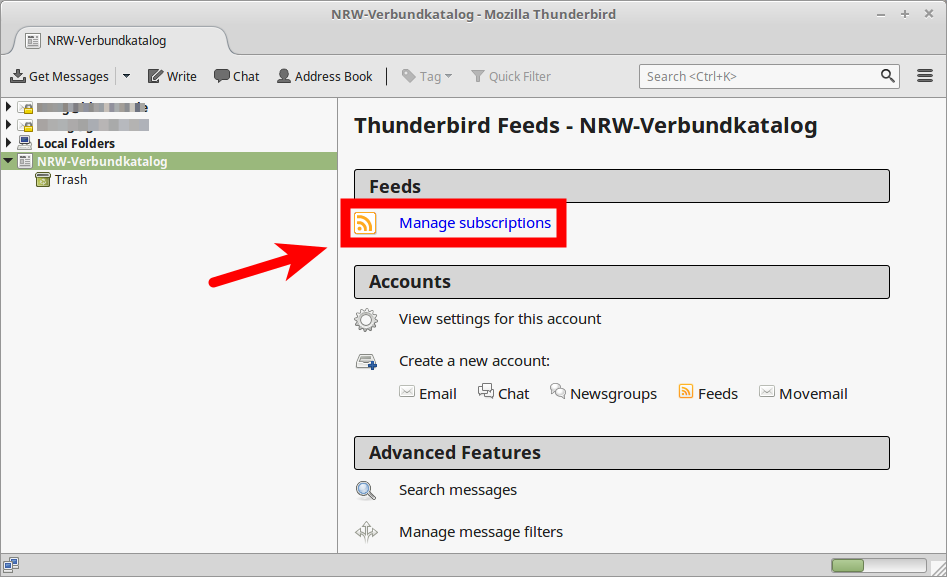 NRW-Verbundkatalog - Mozilla Thunderbird
NRW-Verbundkatalog
Get Messages Write Chat Address Book Tag Quick Filter Search <Ctrl+K>
Local Folders
NRW-Verbundkatalog
Trash
Thunderbird Feeds - NRW-Verbundkatalog
Feeds
Manage subscriptions
Accounts
View settings for this account
Create a new account:
Email Chat Newsgroups Feeds Movemail
Advanced Features
Search messages
Manage message filters